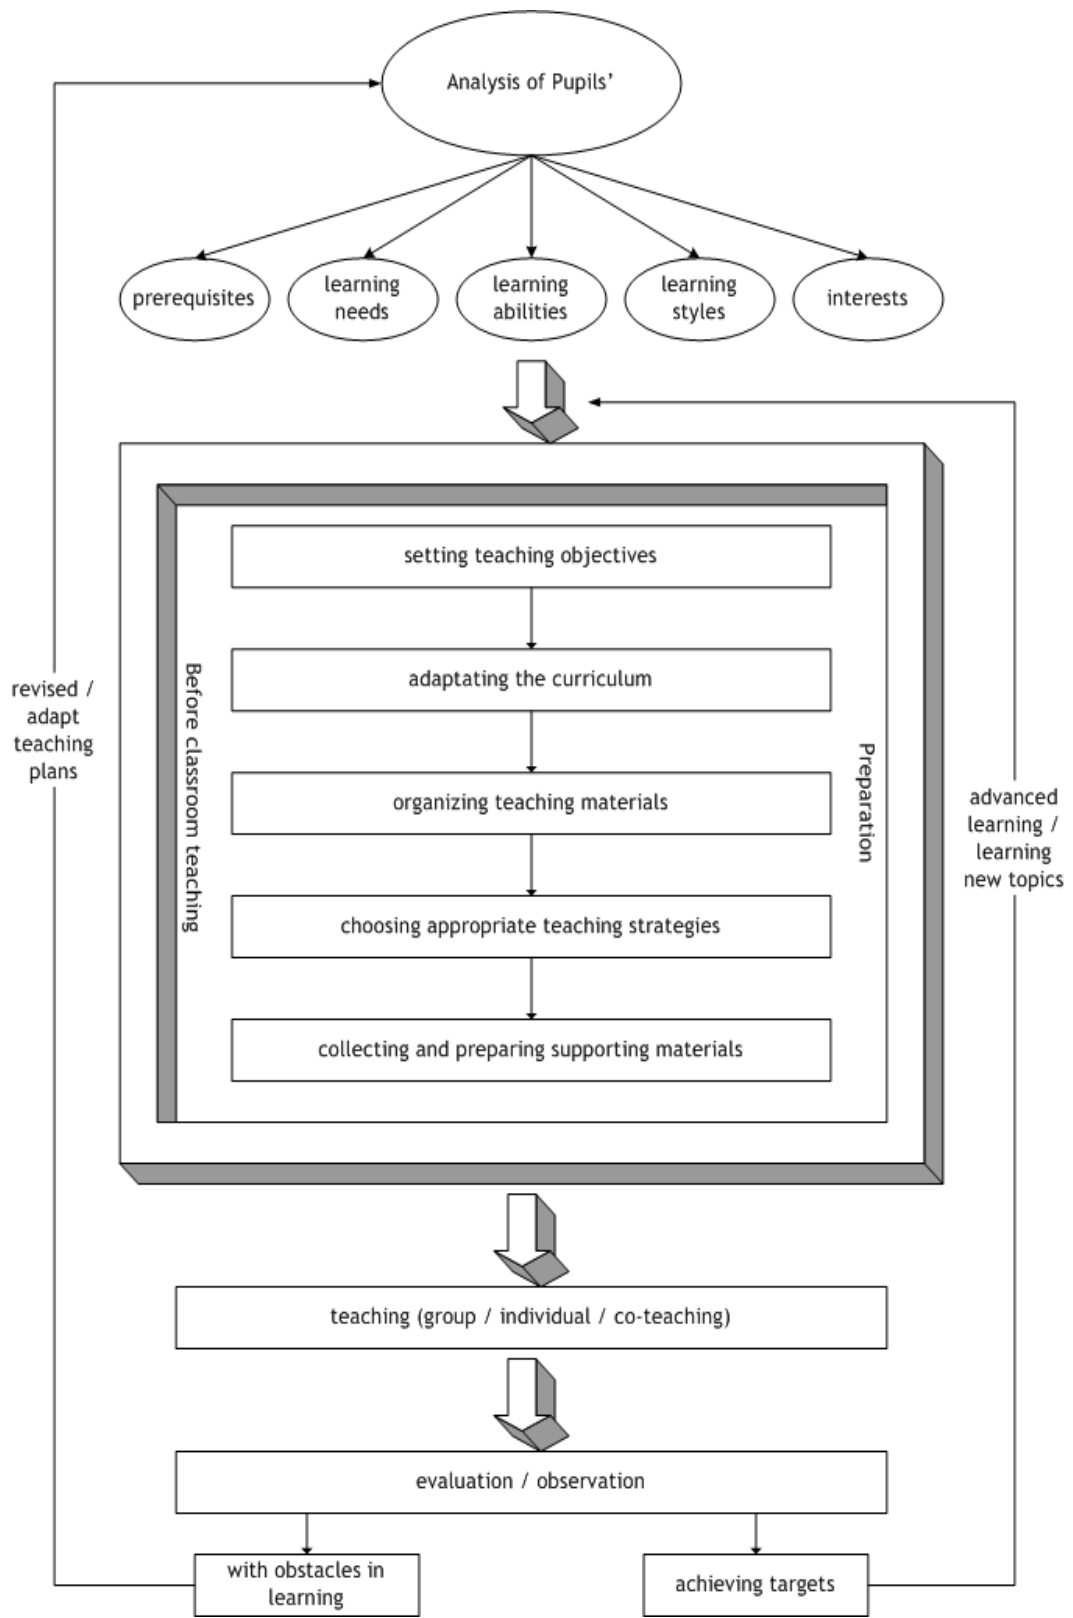 Analysis of Pupils’
prerequisites
learning
needs
learning
abilities
learning
styles
interests
setting teaching objectives
adaptating the curriculum
organizing teaching materials
choosing appropriate teaching strategies
collecting and preparing supporting materials
Before classroom teaching
Preparation
revised /
adapt
teaching
plans
advanced
learning /
learning
new topics
teaching (group / individual / co-teaching)
evaluation / observation
with obstacles in
learning
achieving targets